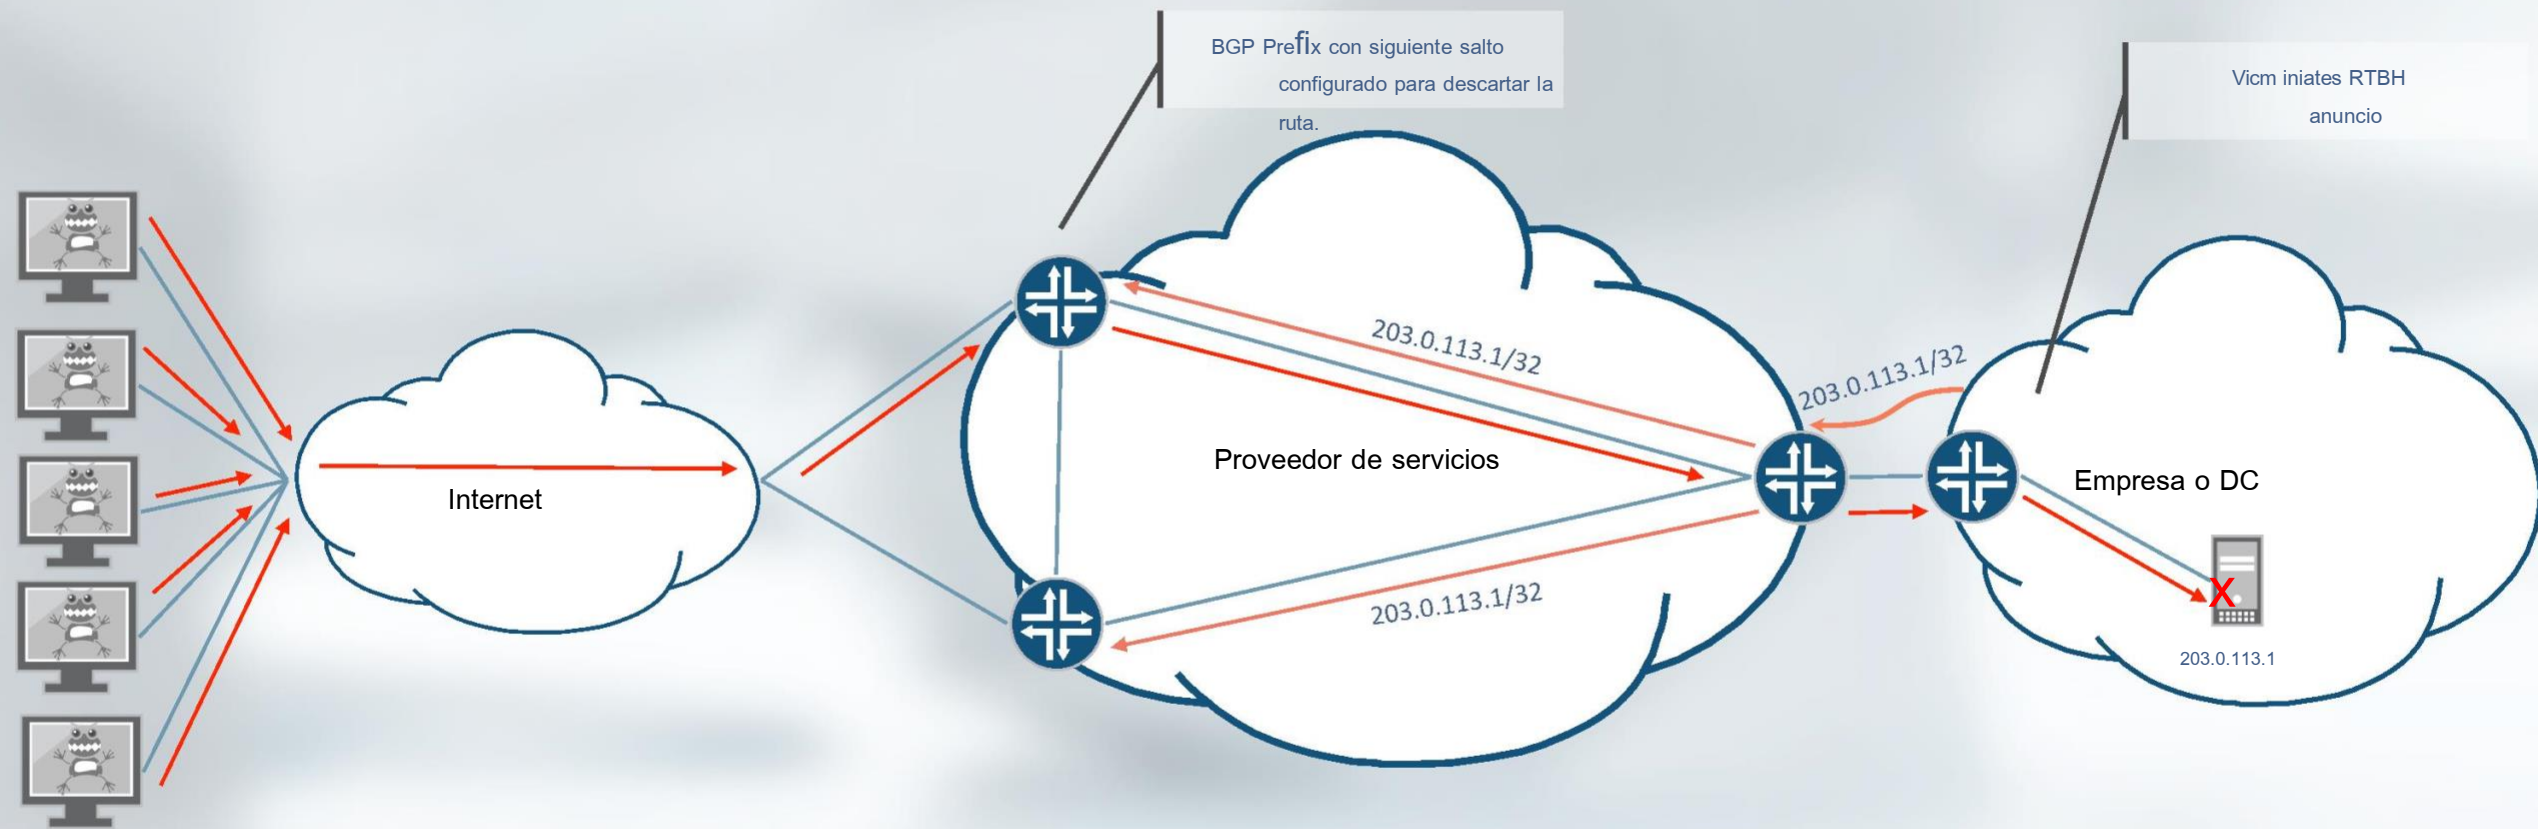 BGP Prefix con siguiente salto
configurado para descartar la
ruta.
Vicm iniates RTBH
anuncio
203.0.113.1/32
203.0.113.1/32
Proveedor de servicios
Internet
Empresa o DC
203.0.113.1/32
X
203.0.113.1